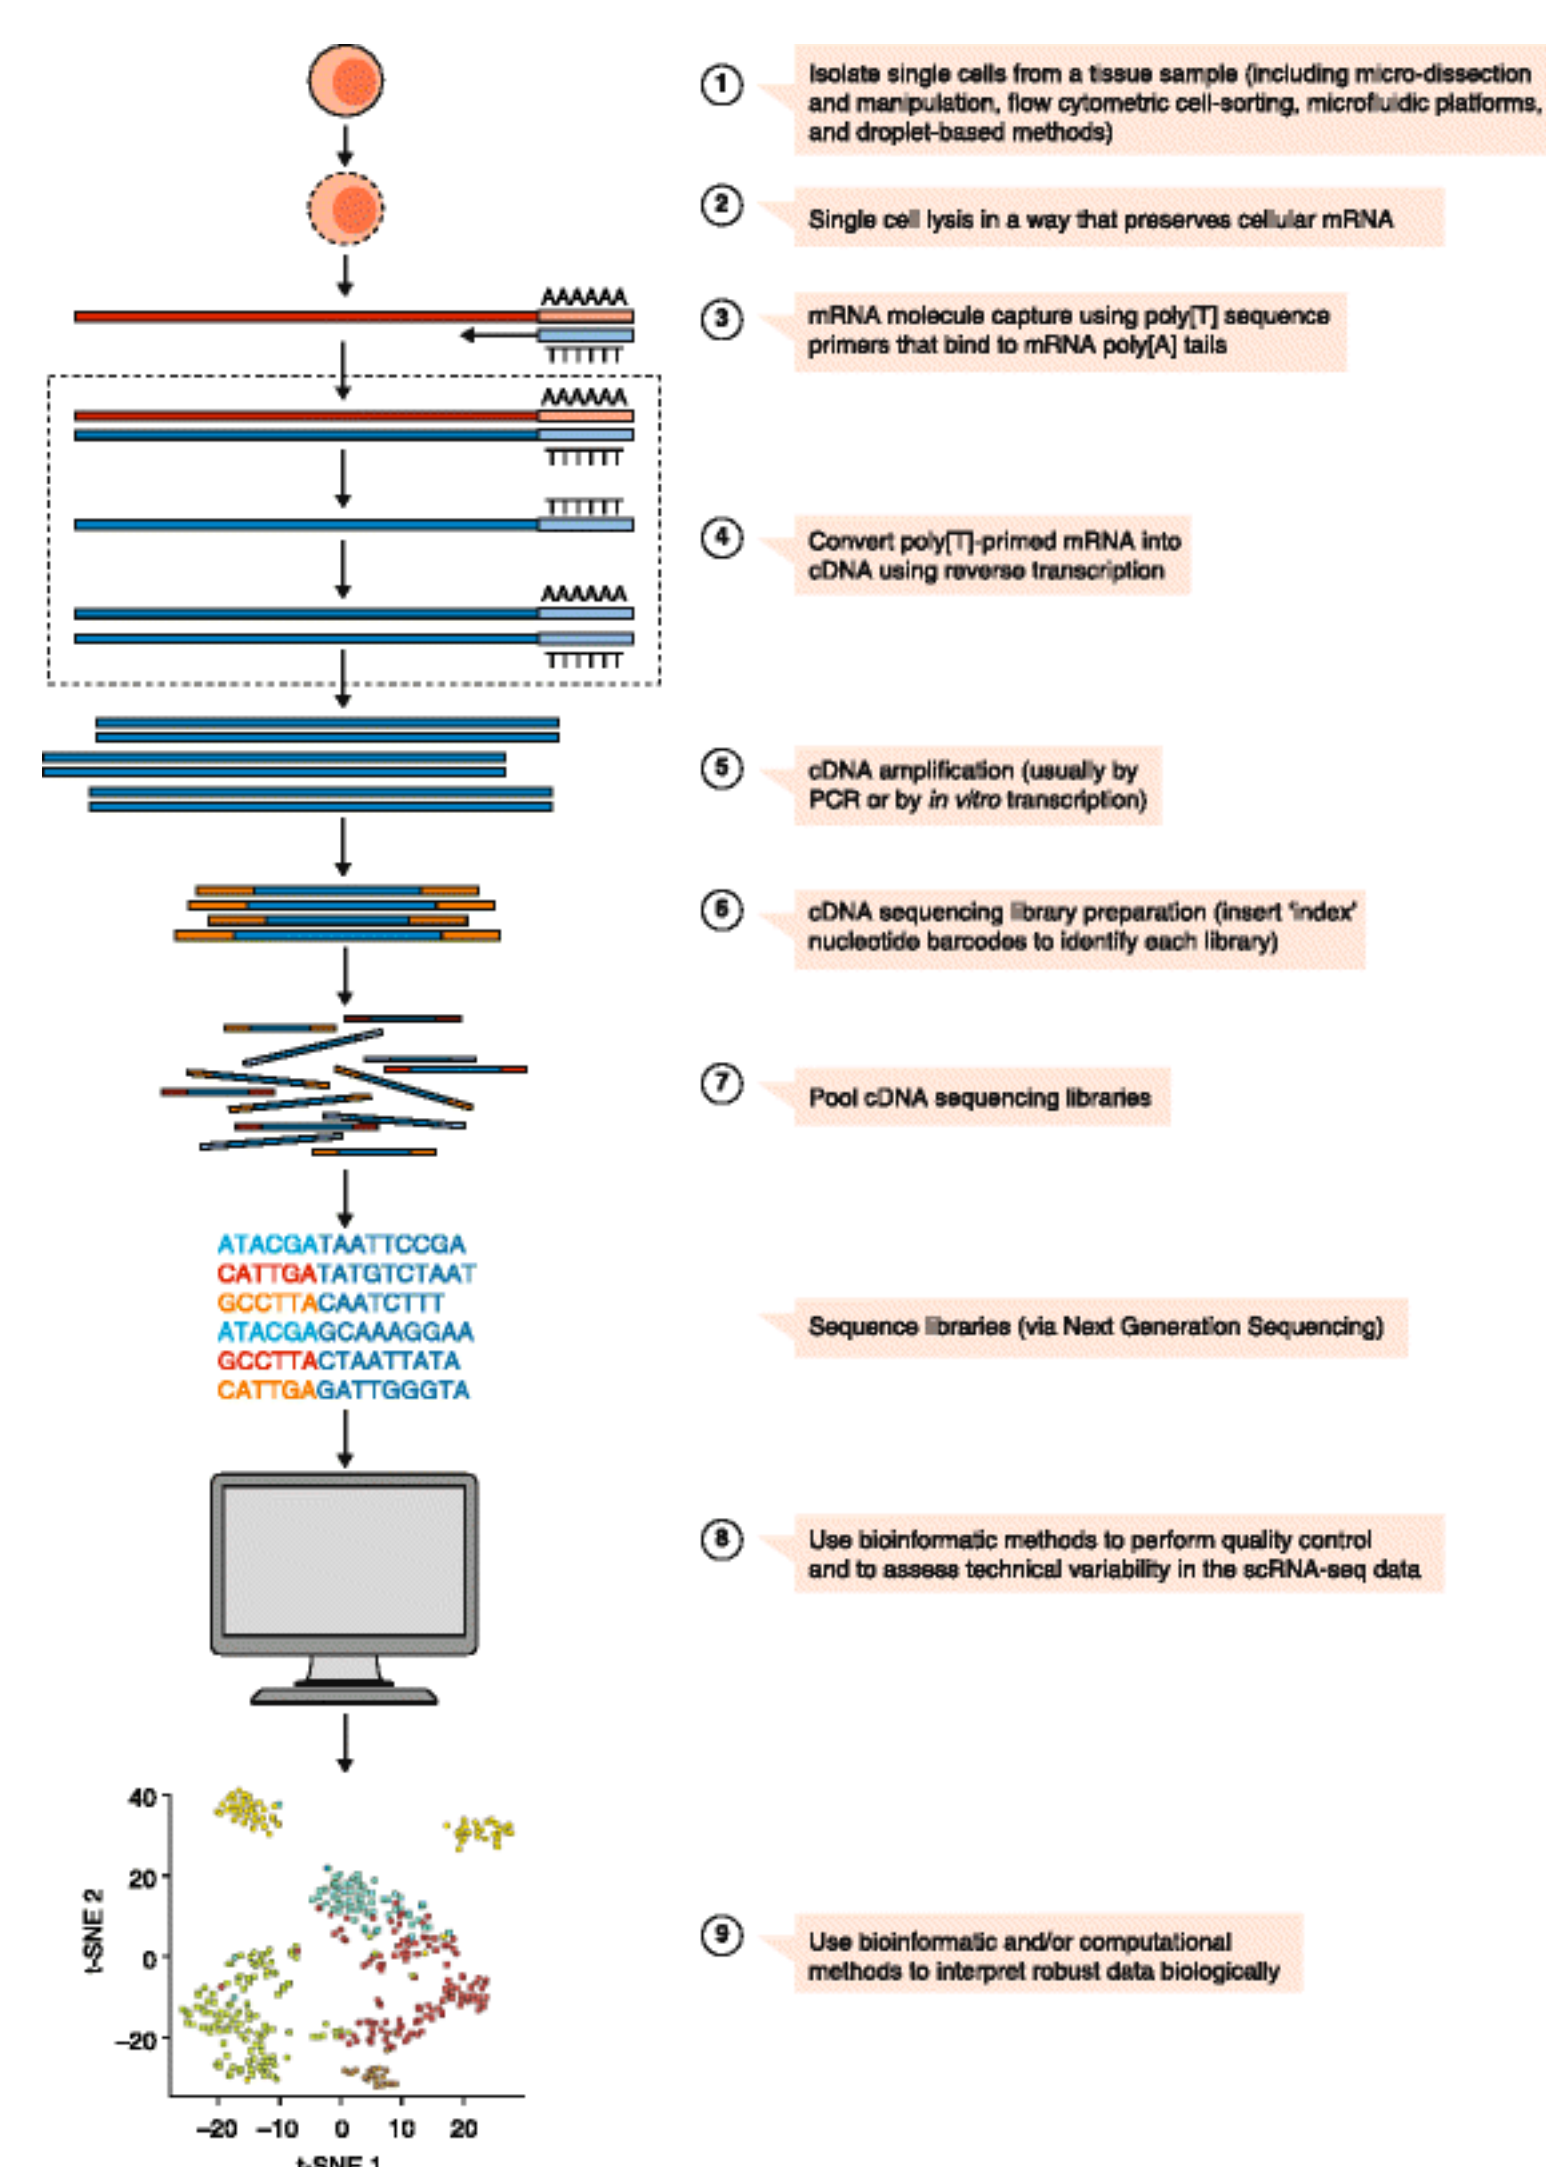 1
Isolate single cells from a tissue sample (including micro-dissection
and manipulation, flow cytometric cell-sorting, microfluidic platforms,
and droplet-based methods)
2
Single cell lysis in a way that preserves cellular mRNA
AAAAAA
3
mRNA molecule capture using poly[T] sequence
primers that bind to mRNA poly[A] tails
TTTTTT
AAAAAA
TTTTTT
TTTTTT
4
Convert poly[T]-primed mRNA into
cDNA using reverse transcription
AAAAAA
TTTTTT
5
cDNA amplification (usually by
PCR or by in vitro transcription)
6
cDNA sequencing library preparation (insert ‘index’
nucleotide barcodes to identify each library)
7
Pool cDNA sequencing libraries
ATACGATAATTCCGA
CATTGATATGTCTAAT
GCCTTACAATCTTT
ATACGAGCAAAGGAA
GCCTTACTAATTATA
CATTGAGATTGGGTA
Sequence libraries (via Next Generation Sequencing)
8
Use bioinformatic methods to perform quality control
and to assess technical variability in the scRNA-seq data
9
Use bioinformatic and/or computational
methods to interpret robust data biologically
t-SNE 2
40
20
0
–20
–20 –10 0 10 20
t-SNE 1